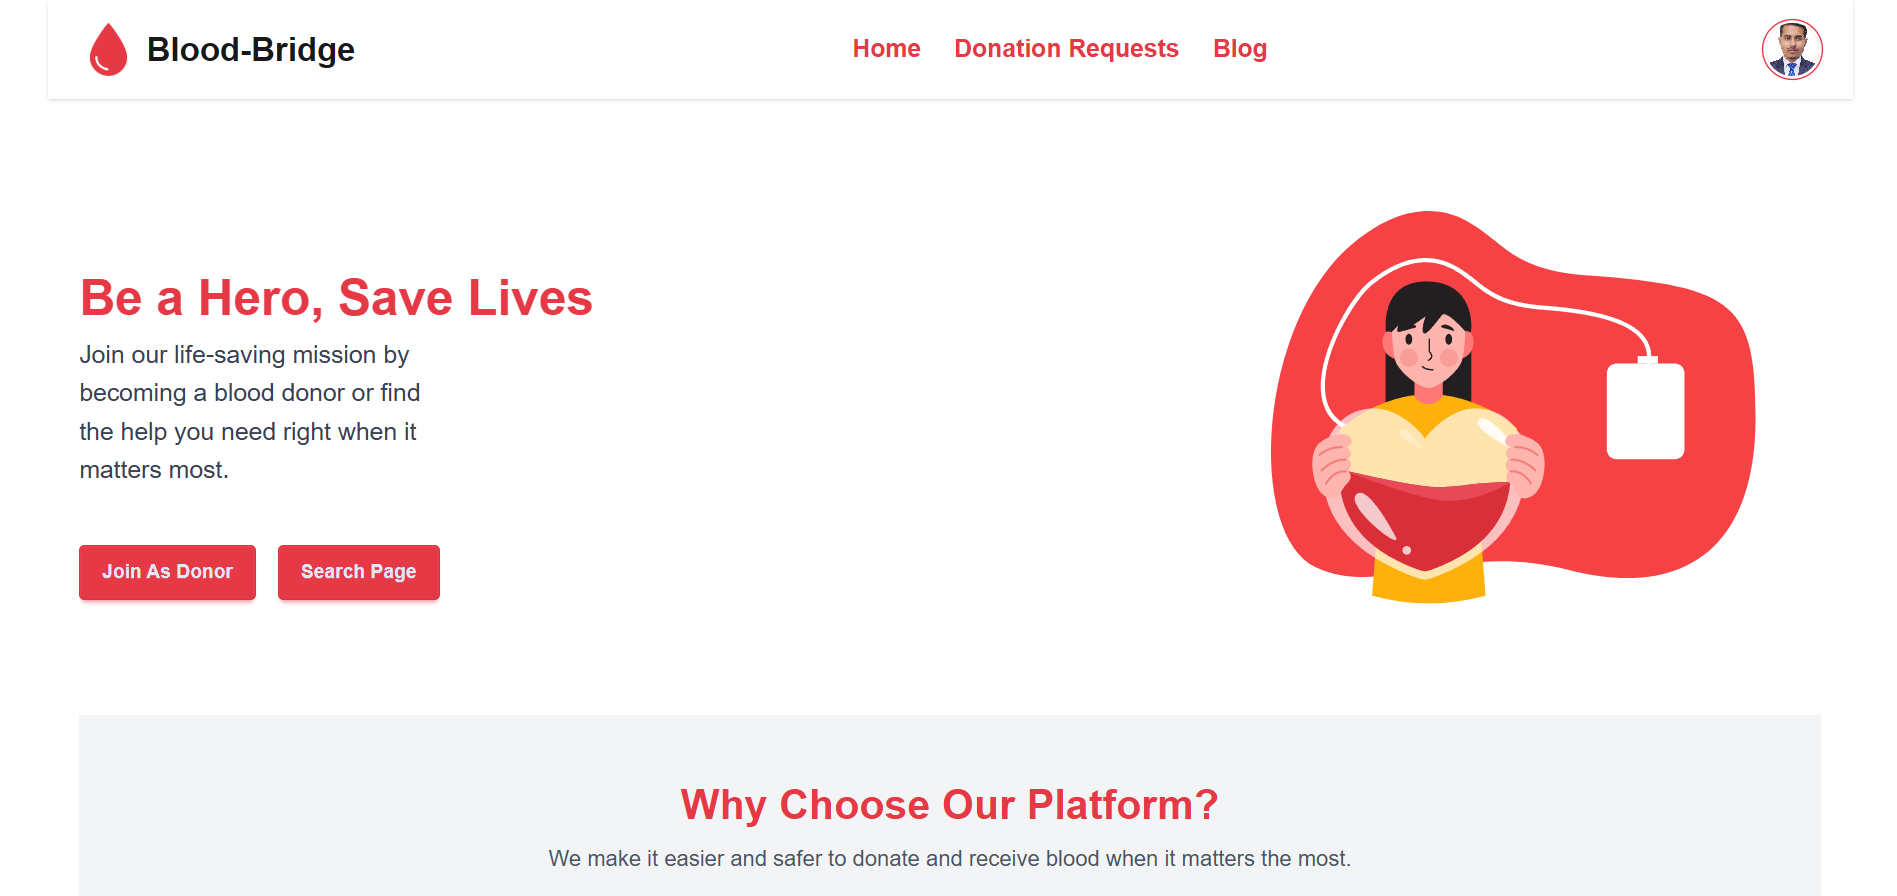 Blood-Bridge
Home Donation Requests Blog
Be a Hero, Save Lives
Join our life-saving mission by
becoming a blood donor or find
the help you need right when it
matters most.
Join As Donor Search Page
Why Choose Our Platform?
We make it easier and safer to donate and receive blood when it matters the most.